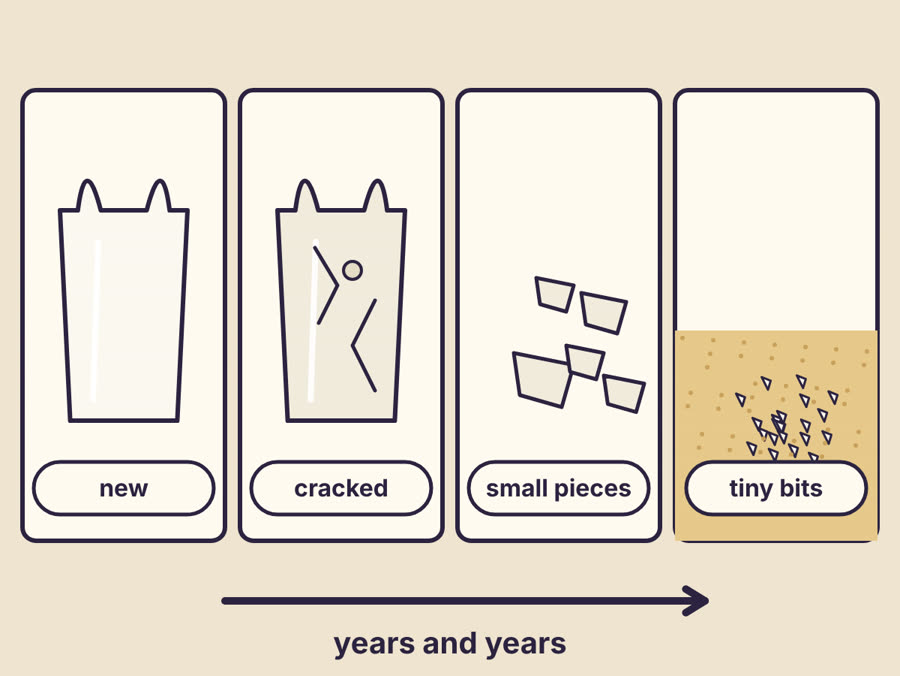 new
cracked
small pieces
tiny bits
years and years